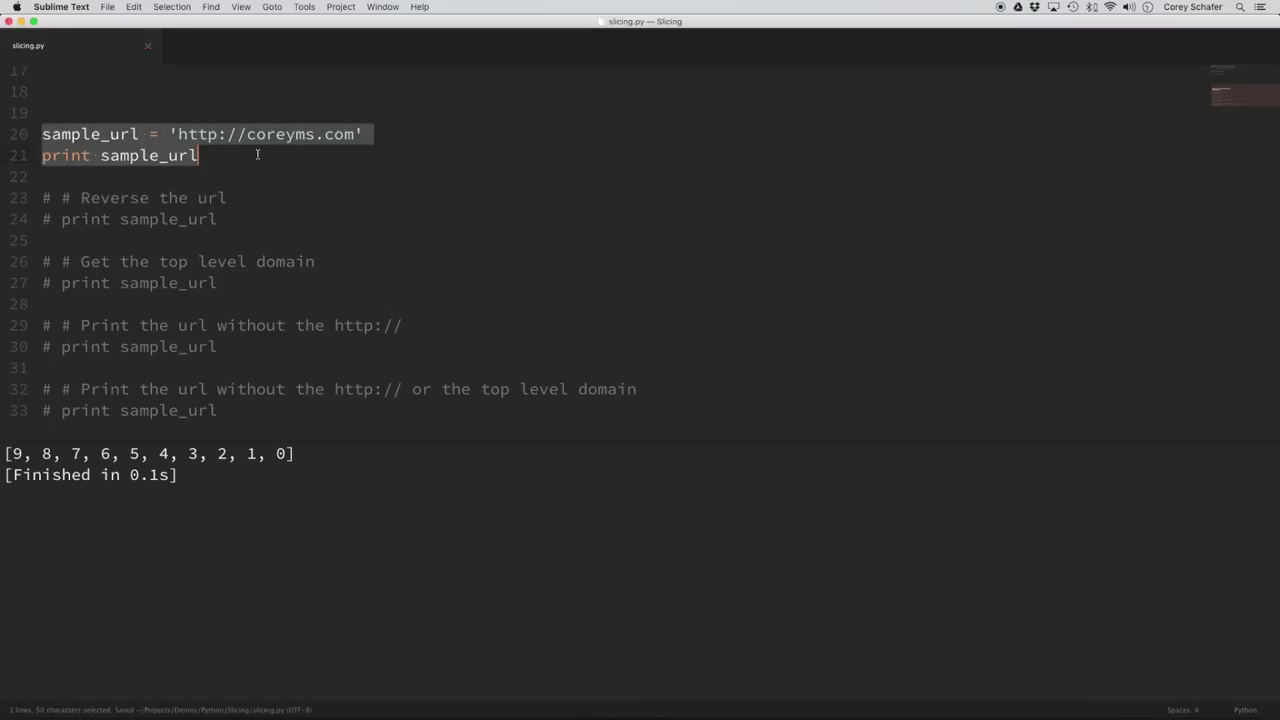 Sublime Text File Edit Selection Find View Goto Tools Project Window Help Corey Schafer
slicing.py — Slicing
slicing.py
17
18
19
20 sample_url = 'http://coreyms.com'
21 print sample_url
22
23 # # Reverse the url
24 # print sample_url
25
26 # # Get the top level domain
27 # print sample_url
28
29 # # Print the url without the http://
30 # print sample_url
31
32 # # Print the url without the http:// or the top level domain
33 # print sample_url
[9, 8, 7, 6, 5, 4, 3, 2, 1, 0]
[Finished in 0.1s]
2 lines, 50 characters selected Saved ~/Projects/Demos/Python/Slicing/slicing.py (UTF-8) Spaces: 4 Python